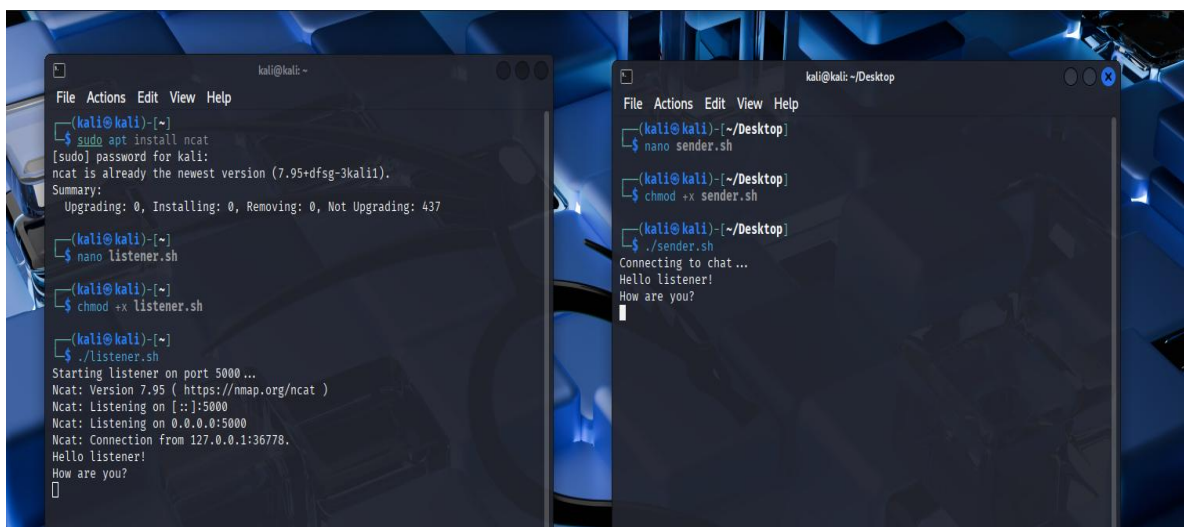 kali@kali: ~
File Actions Edit View Help
┌──(kali㉿kali)-[~]
└─$ sudo apt install ncat
[sudo] password for kali:
ncat is already the newest version (7.95+dfsg-3kali1).
Summary:
  Upgrading: 0, Installing: 0, Removing: 0, Not Upgrading: 437
┌──(kali㉿kali)-[~]
└─$ nano listener.sh
┌──(kali㉿kali)-[~]
└─$ chmod +x listener.sh
┌──(kali㉿kali)-[~]
└─$ ./listener.sh
Starting listener on port 5000...
Ncat: Version 7.95 ( https://nmap.org/ncat )
Ncat: Listening on [::]:5000
Ncat: Listening on 0.0.0.0:5000
Ncat: Connection from 127.0.0.1:36778.
Hello listener!
How are you?
kali@kali: ~/Desktop
File Actions Edit View Help
┌──(kali㉿kali)-[~/Desktop]
└─$ nano sender.sh
┌──(kali㉿kali)-[~/Desktop]
└─$ chmod +x sender.sh
┌──(kali㉿kali)-[~/Desktop]
└─$ ./sender.sh
Connecting to chat...
Hello listener!
How are you?